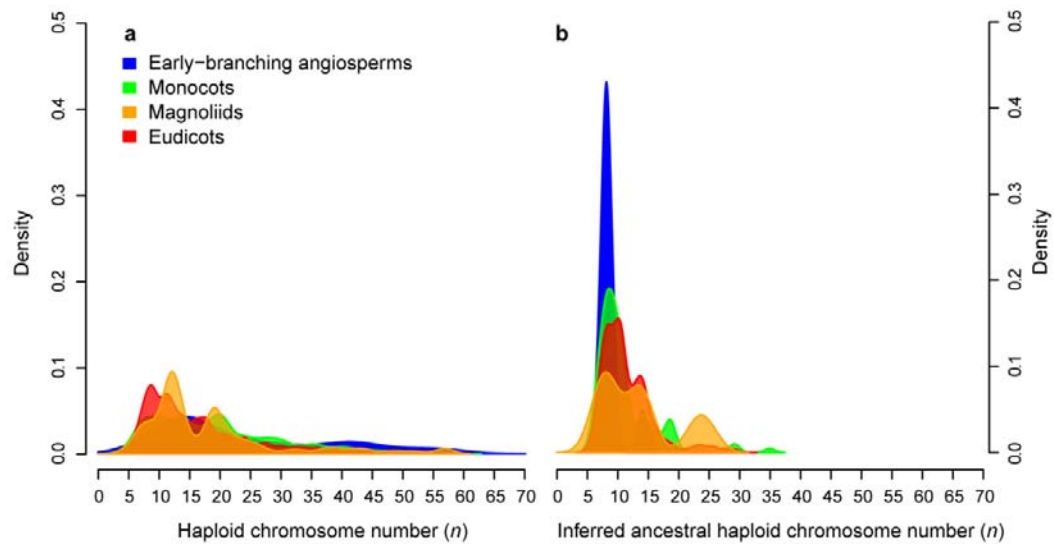 a
Early−branching angiosperms
Monocots
Magnoliids
Eudicots
Density
0.0 0.1 0.2 0.3 0.4 0.5
0 5 10 15 20 25 30 35 40 45 50 55 60 65 70
Haploid chromosome number (n)
b
0 5 10 15 20 25 30 35 40 45 50 55 60 65 70
Inferred ancestral haploid chromosome number (n)
0.0 0.1 0.2 0.3 0.4 0.5
Density